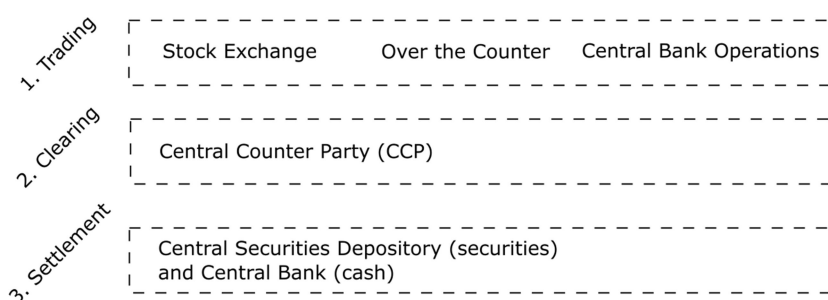 1. Trading
Stock Exchange
Over the Counter
Central Bank Operations
2. Clearing
Central Counter Party (CCP)
3. Settlement
Central Securities Depository (securities)
and Central Bank (cash)